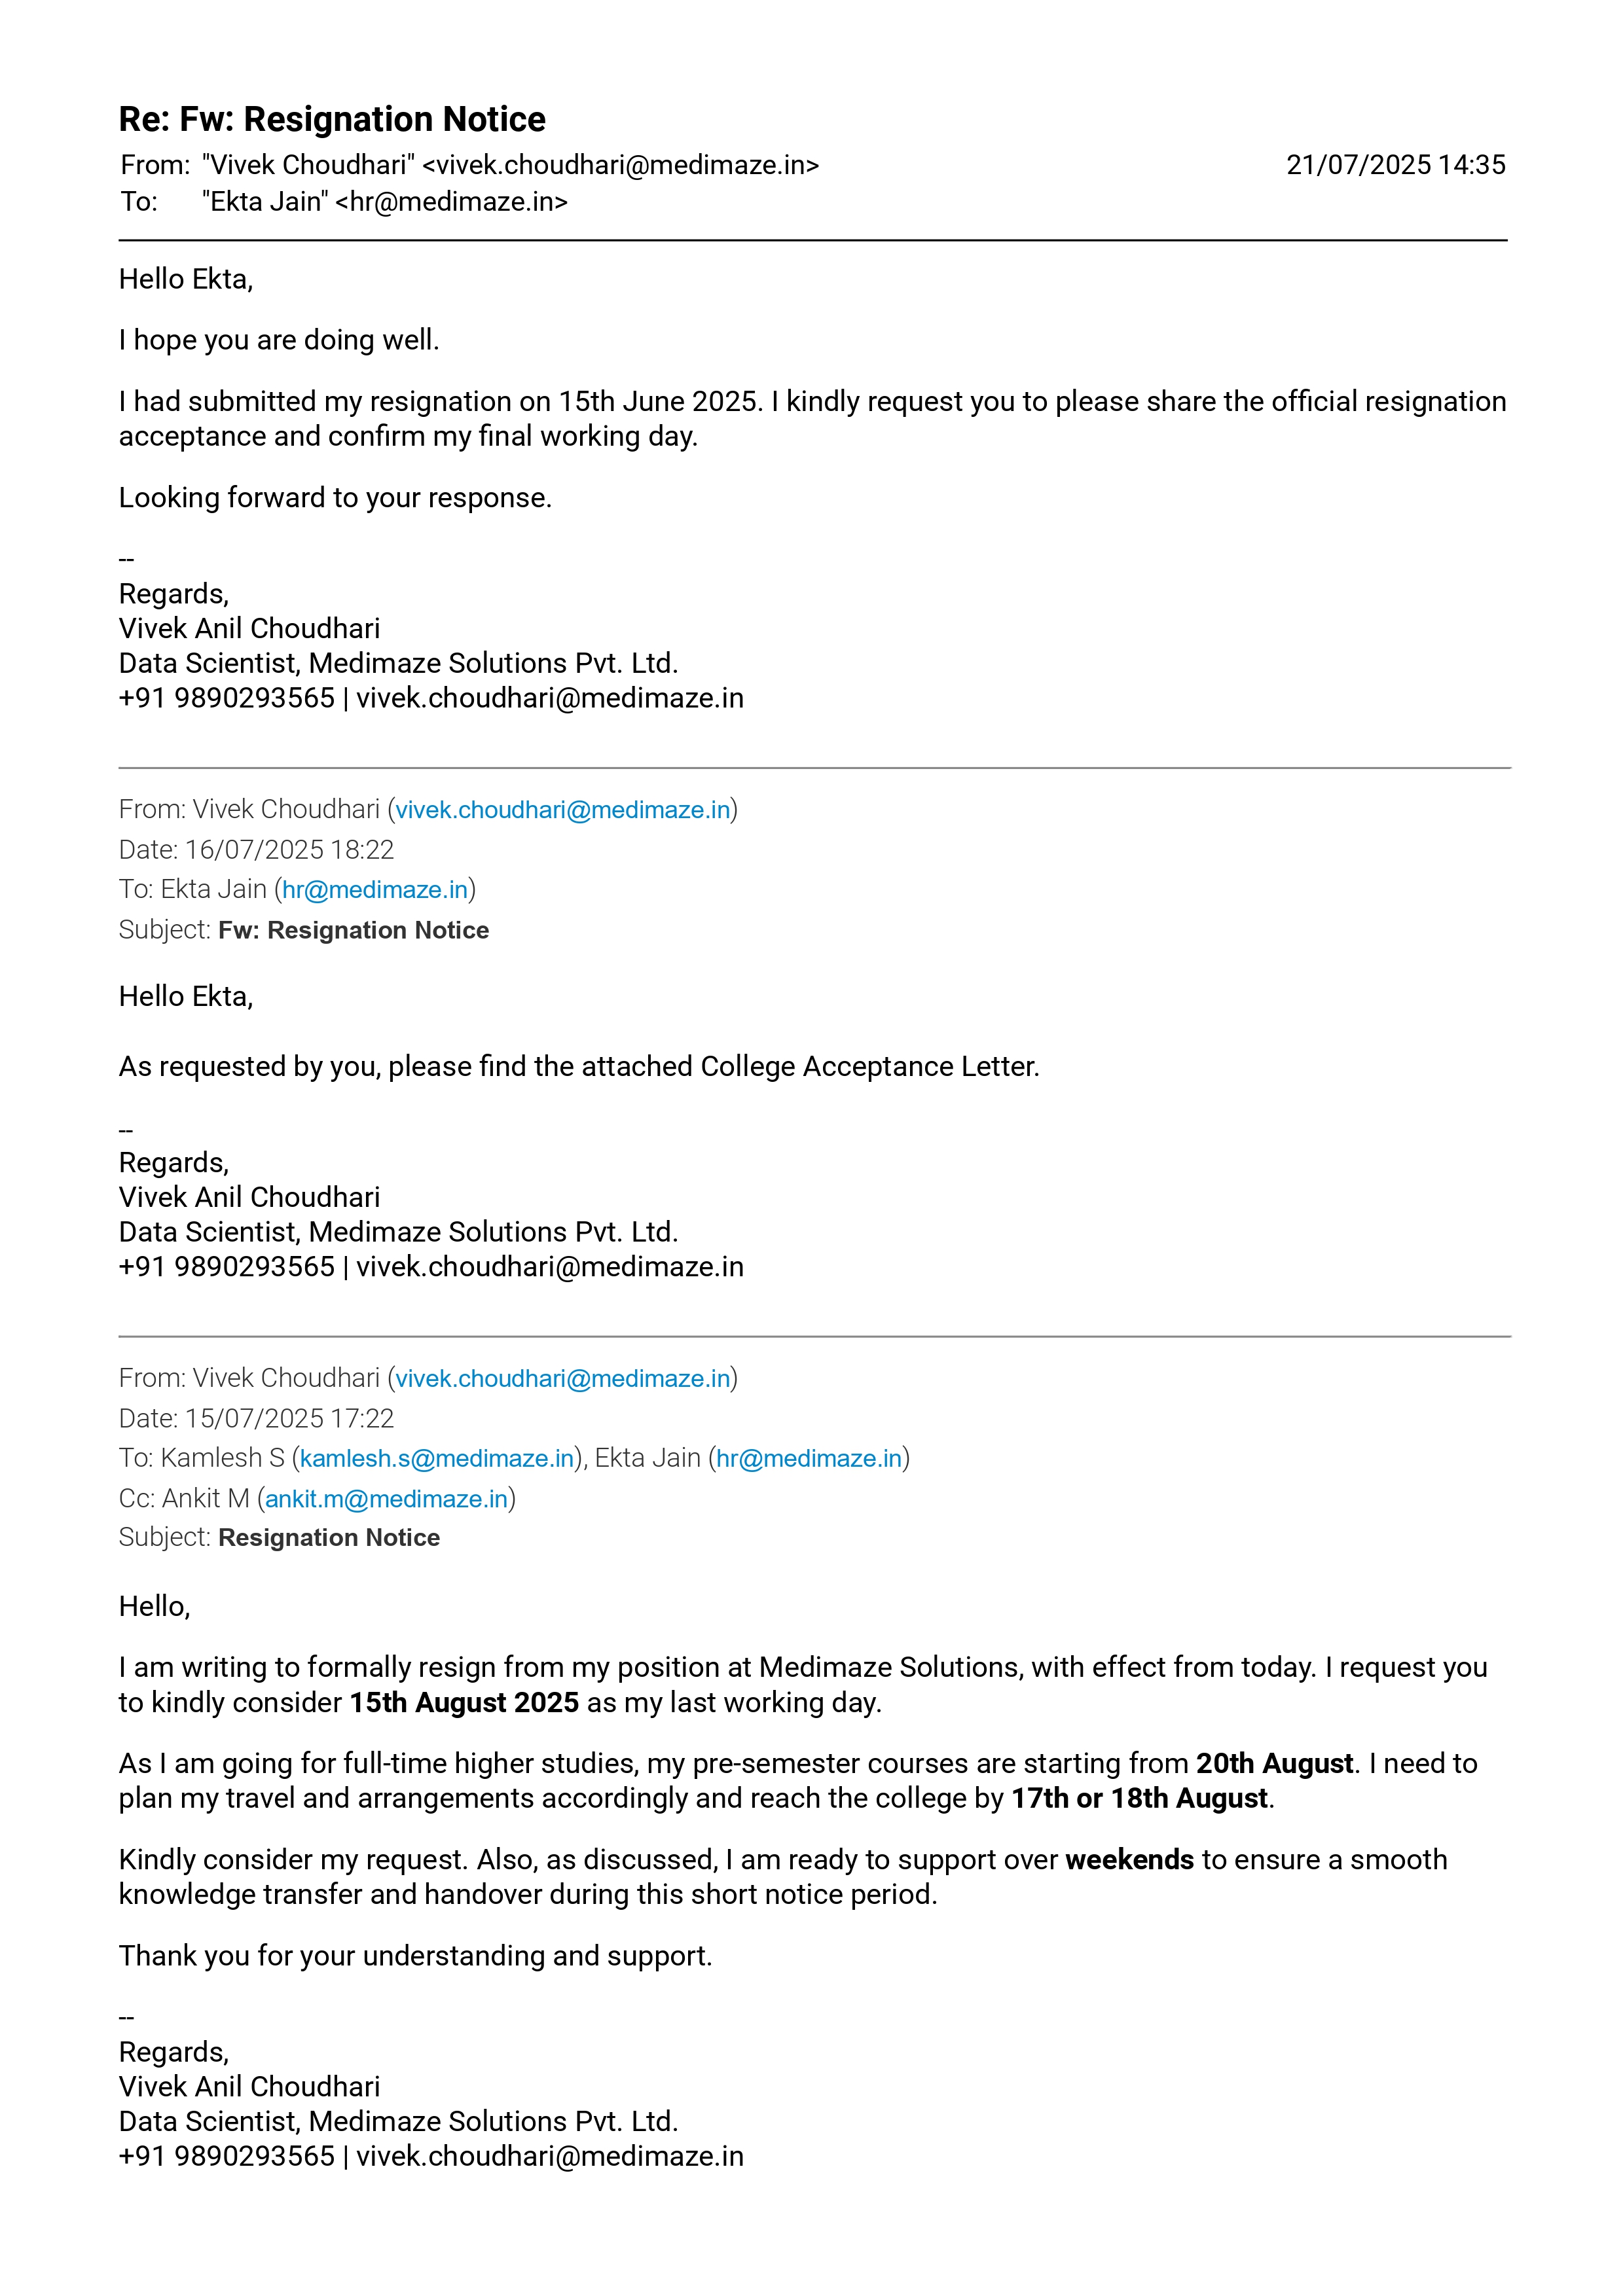 Re: Fw: Resignation Notice
From: "Vivek Choudhari" <vivek.choudhari@medimaze.in> 21/07/2025 14:35
To: "Ekta Jain" <hr@medimaze.in>
Hello Ekta,
I hope you are doing well.
I had submitted my resignation on 15th June 2025. I kindly request you to please share the official resignation
acceptance and confirm my final working day.
Looking forward to your response.
--
Regards,
Vivek Anil Choudhari
Data Scientist, Medimaze Solutions Pvt. Ltd.
+91 9890293565 | vivek.choudhari@medimaze.in
From: Vivek Choudhari (vivek.choudhari@medimaze.in)
Date: 16/07/2025 18:22
To: Ekta Jain (hr@medimaze.in)
Subject: Fw: Resignation Notice
Hello Ekta,
As requested by you, please find the attached College Acceptance Letter.
--
Regards,
Vivek Anil Choudhari
Data Scientist, Medimaze Solutions Pvt. Ltd.
+91 9890293565 | vivek.choudhari@medimaze.in
From: Vivek Choudhari (vivek.choudhari@medimaze.in)
Date: 15/07/2025 17:22
To: Kamlesh S (kamlesh.s@medimaze.in), Ekta Jain (hr@medimaze.in)
Cc: Ankit M (ankit.m@medimaze.in)
Subject: Resignation Notice
Hello,
I am writing to formally resign from my position at Medimaze Solutions, with effect from today. I request you
to kindly consider 15th August 2025 as my last working day.
As I am going for full-time higher studies, my pre-semester courses are starting from 20th August. I need to
plan my travel and arrangements accordingly and reach the college by 17th or 18th August.
Kindly consider my request. Also, as discussed, I am ready to support over weekends to ensure a smooth
knowledge transfer and handover during this short notice period.
Thank you for your understanding and support.
--
Regards,
Vivek Anil Choudhari
Data Scientist, Medimaze Solutions Pvt. Ltd.
+91 9890293565 | vivek.choudhari@medimaze.in